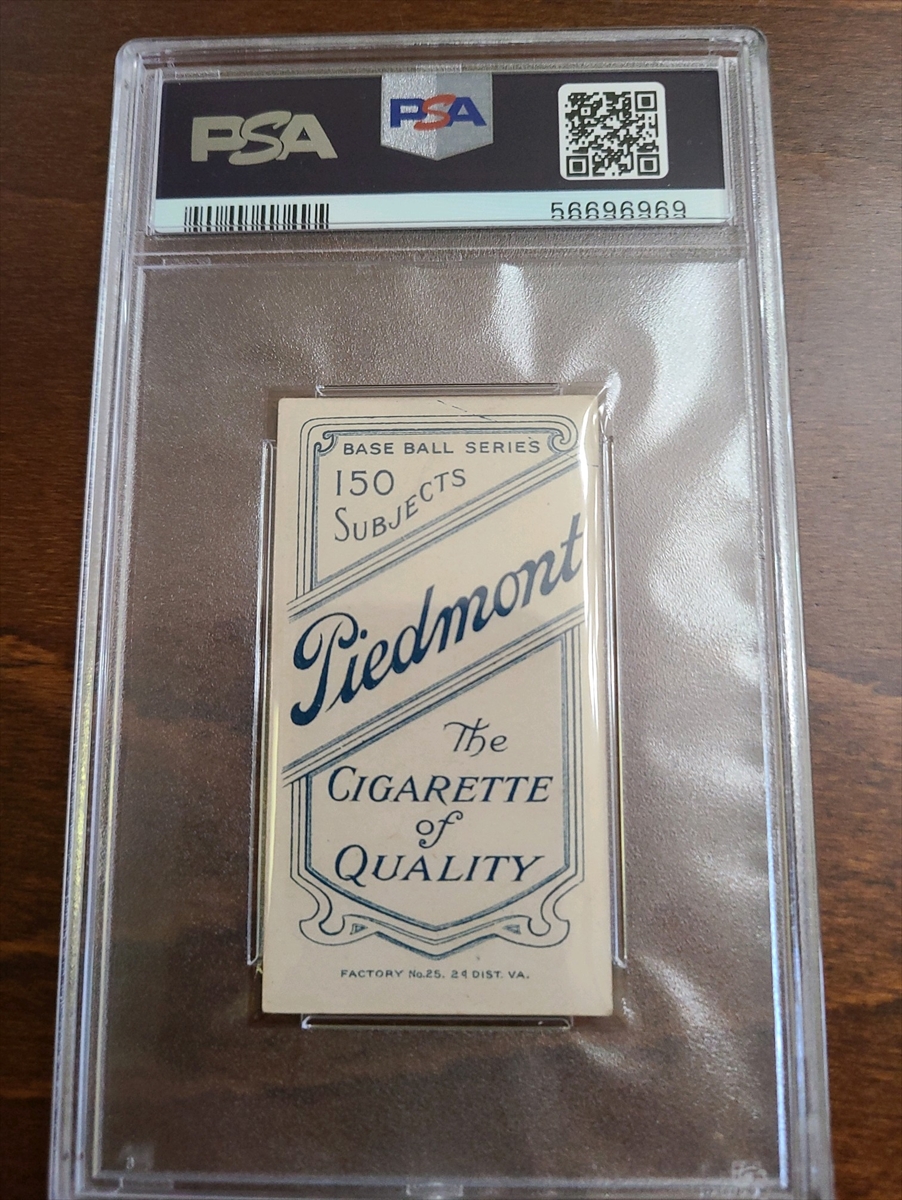 PSA
PSA
56696969
BASE BALL SERIES
150
SUBJECTS
Piedmont
The
CIGARETTE
of
QUALITY
FACTORY No. 25. 2d DIST. VA.